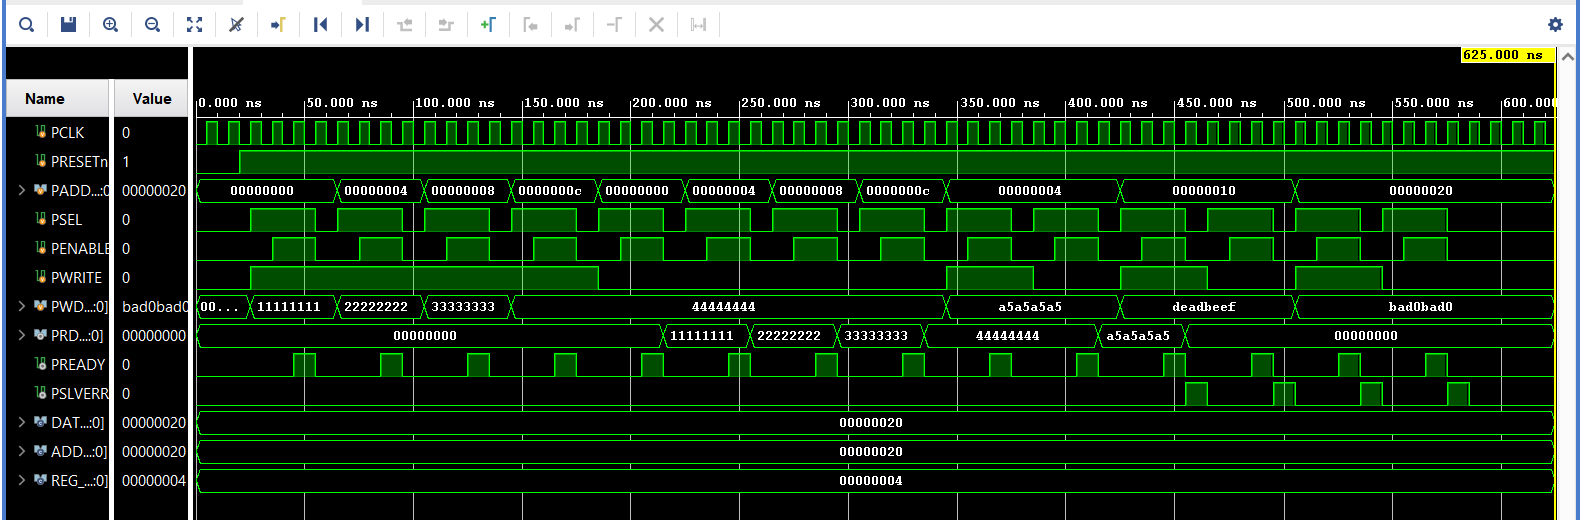 625.000 ns
Name Value
0.000 ns 50.000 ns 100.000 ns 150.000 ns 200.000 ns 250.000 ns 300.000 ns 350.000 ns 400.000 ns 450.000 ns 500.000 ns 550.000 ns 600.00
PCLK 0
PRESETn 1
PADD...:0] 00000020 00000000 00000004 00000008 0000000c 00000000 00000004 00000008 0000000c 00000004 00000010 00000020
PSEL 0
PENABLE 0
PWRITE 0
PWD...:0] bad0bad0 00... 11111111 22222222 33333333 44444444 a5a5a5a5 deadbeef bad0bad0
PRD...:0] 00000000 00000000 11111111 22222222 33333333 44444444 a5a5a5a5 00000000
PREADY 0
PSLVERR 0
DAT...:0] 00000020 00000020
ADD...:0] 00000020 00000020
REG_...:0] 00000004 00000004